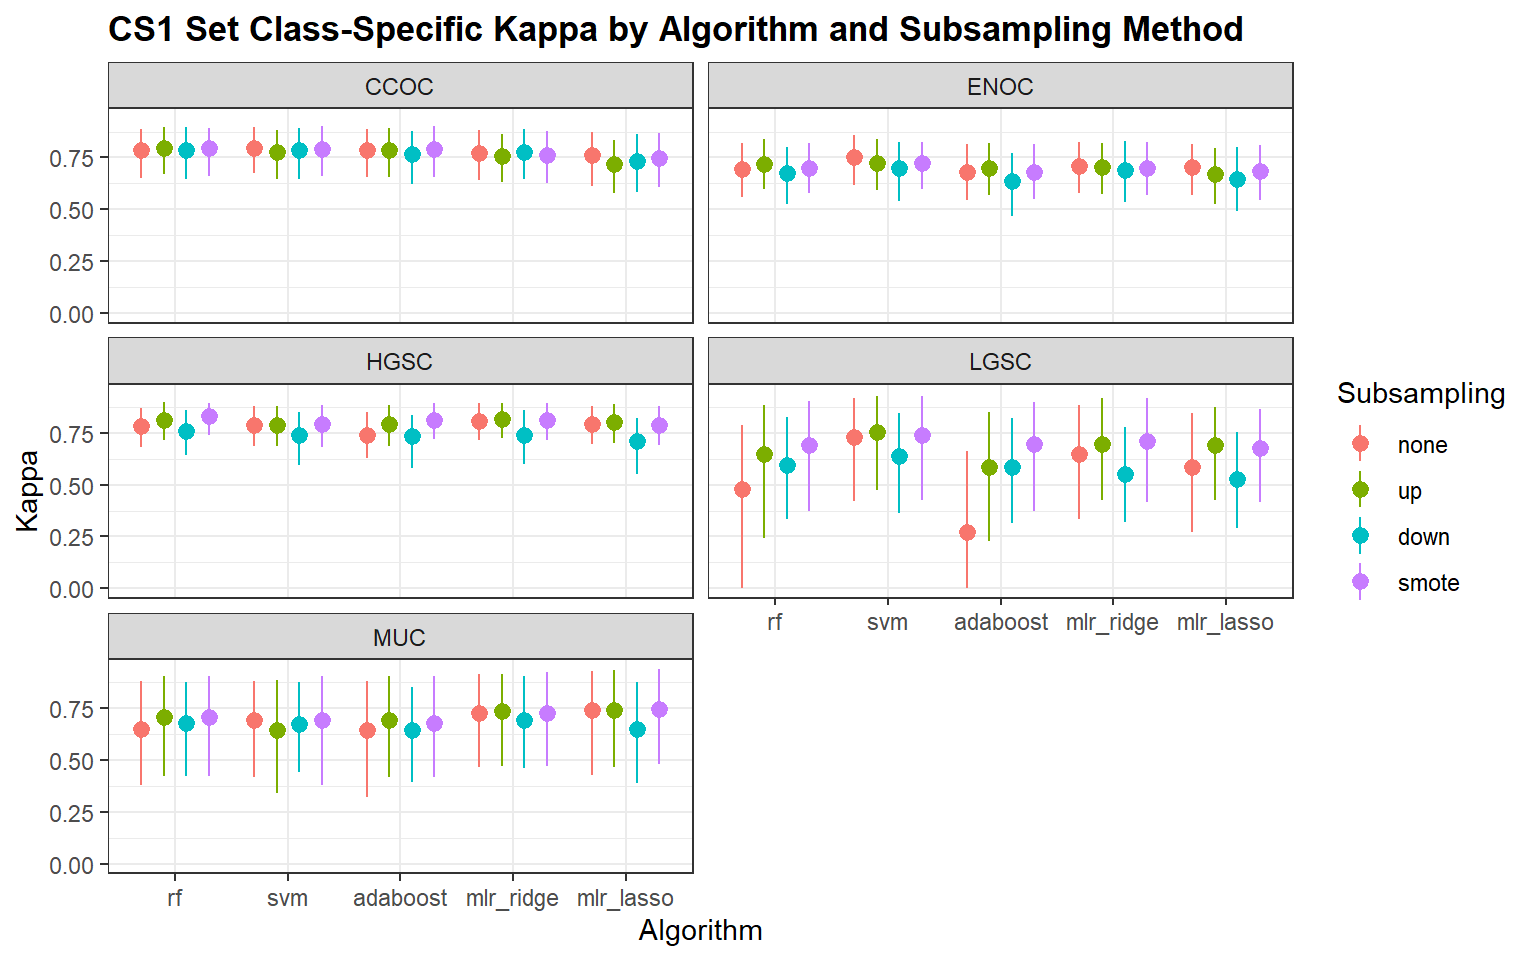 CS1 Set Class-Specific Kappa by Algorithm and Subsampling Method
CCOC
ENOC
0.75
0.50
0.25
0.00
HGSC
LGSC
0.75
0.50
0.25
0.00
rf svm adaboost mlr_ridge mlr_lasso
MUC
0.75
0.50
0.25
0.00
rf svm adaboost mlr_ridge mlr_lasso
Algorithm
Kappa
Subsampling
none
up
down
smote